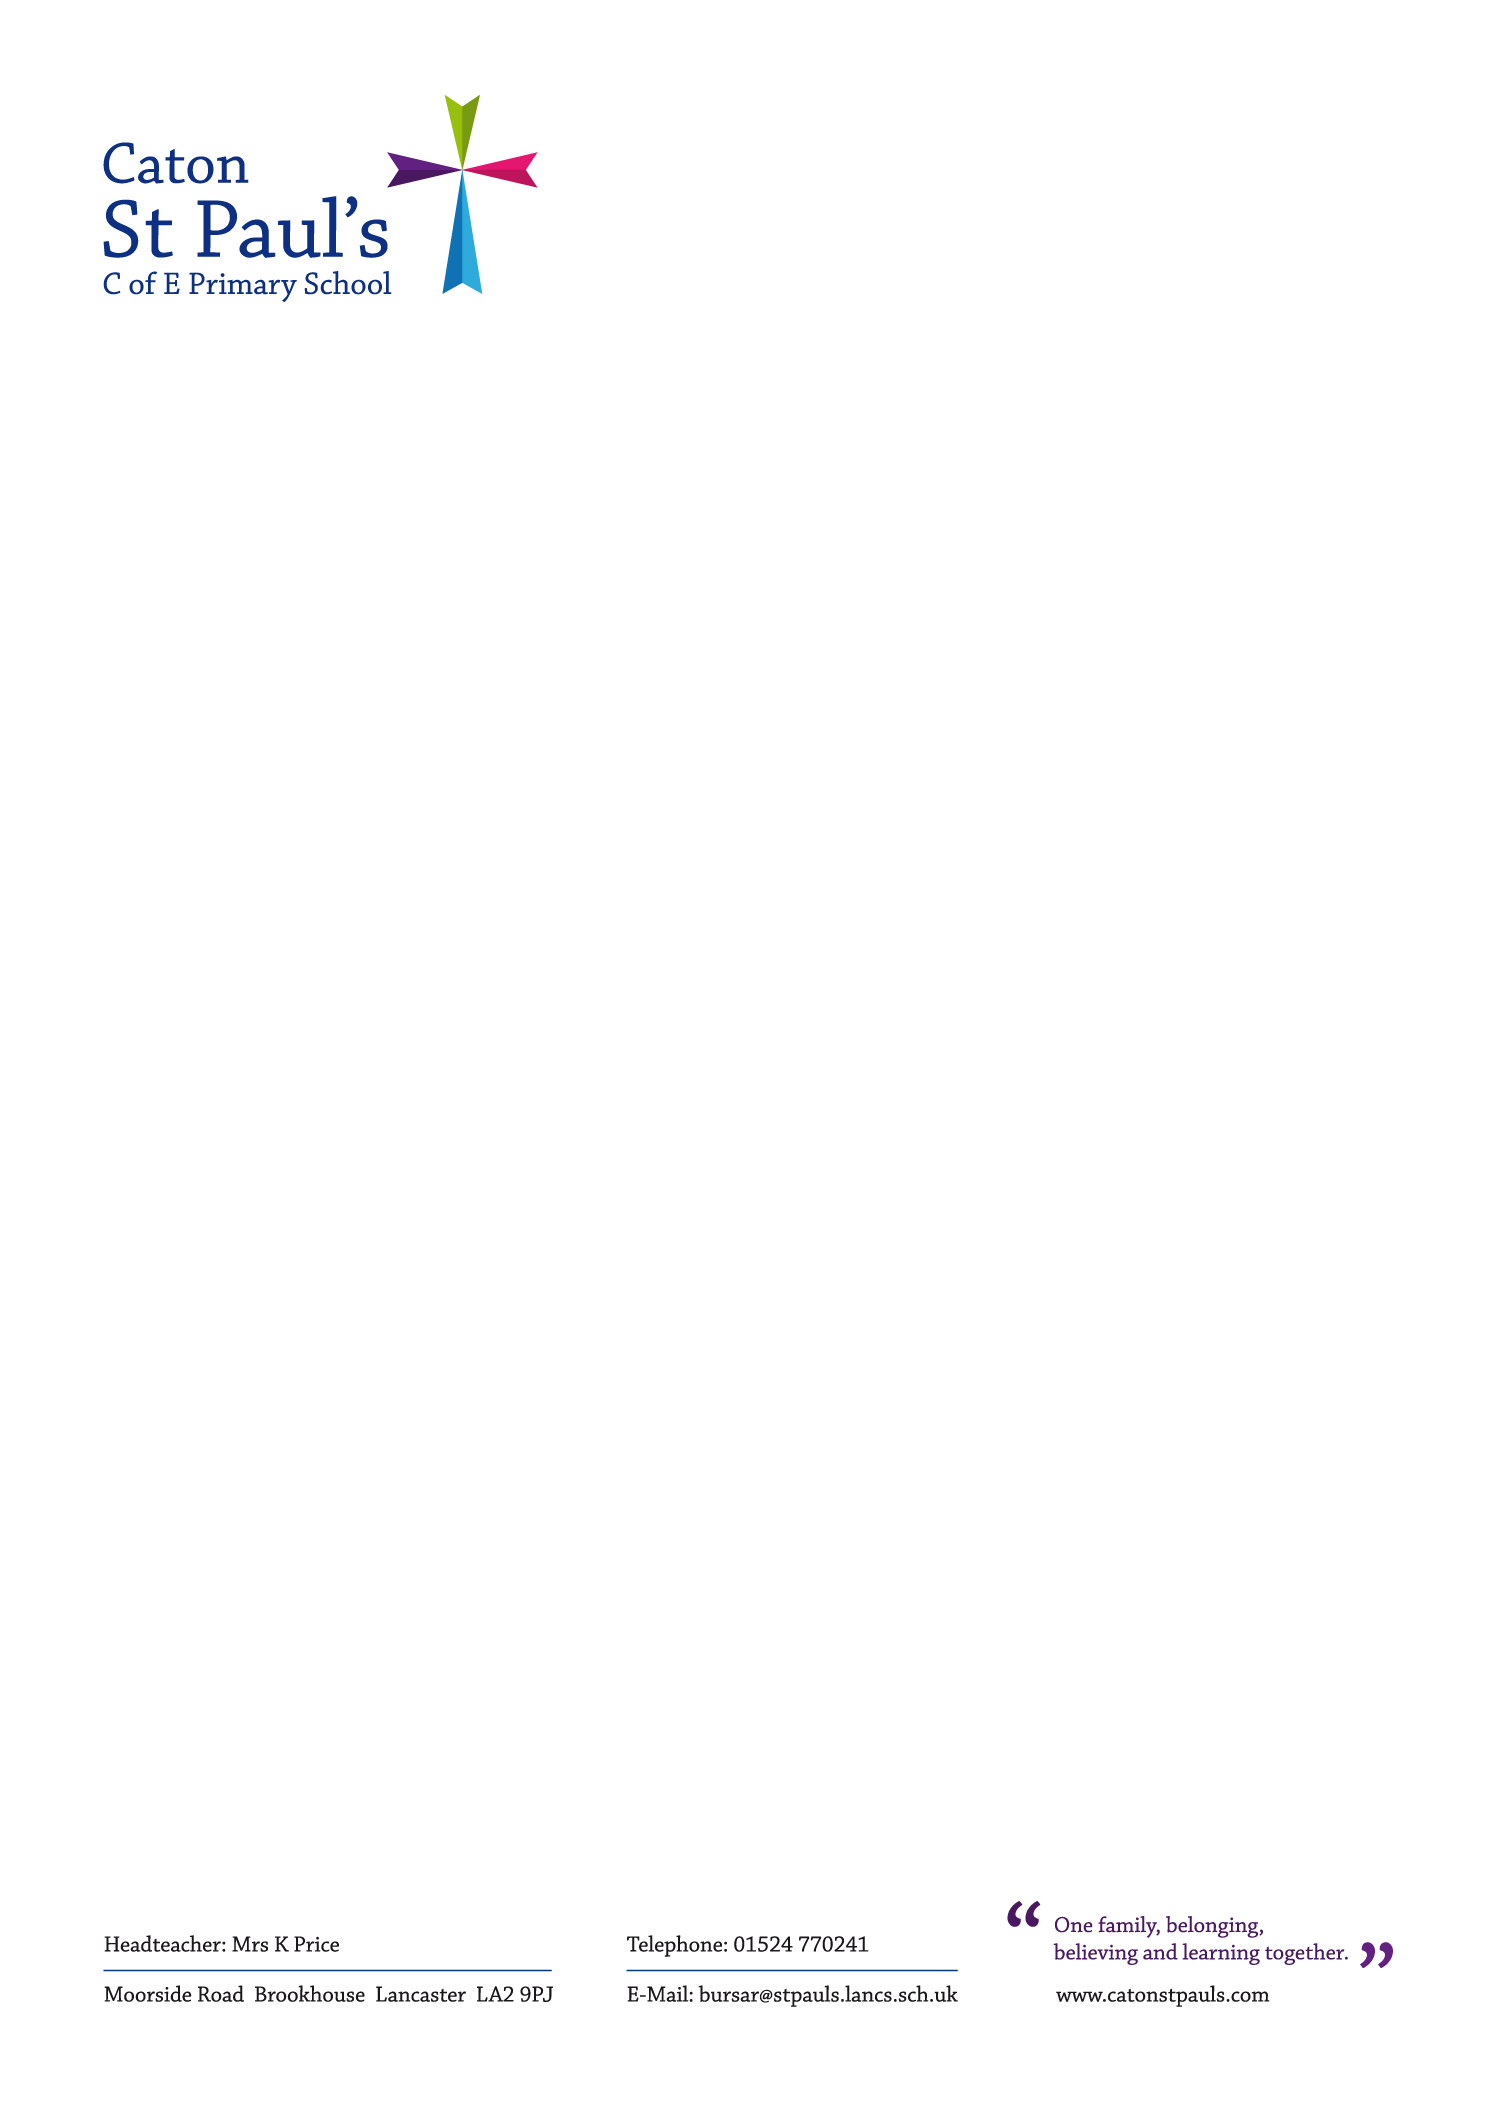 Caton
St Paul’s
C of E Primary School
Headteacher: Mrs K Price
Moorside Road  Brookhouse  Lancaster  LA2 9PJ
Telephone: 01524 770241
E-Mail: bursar@stpauls.lancs.sch.uk
“One family, belonging,
believing and learning together.”
www.catonstpauls.com